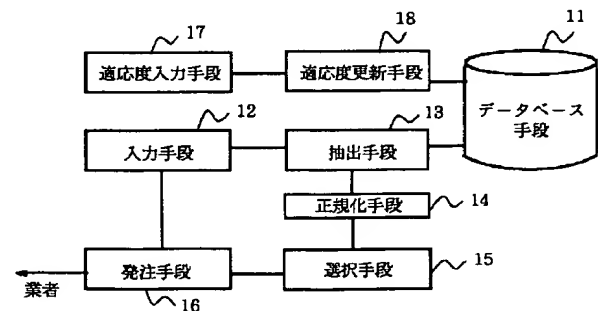 17
適応度入力手段
18
適応度更新手段
11
データベース
手段
12
入力手段
13
抽出手段
正規化手段
14
発注手段
16
選択手段
15
業者